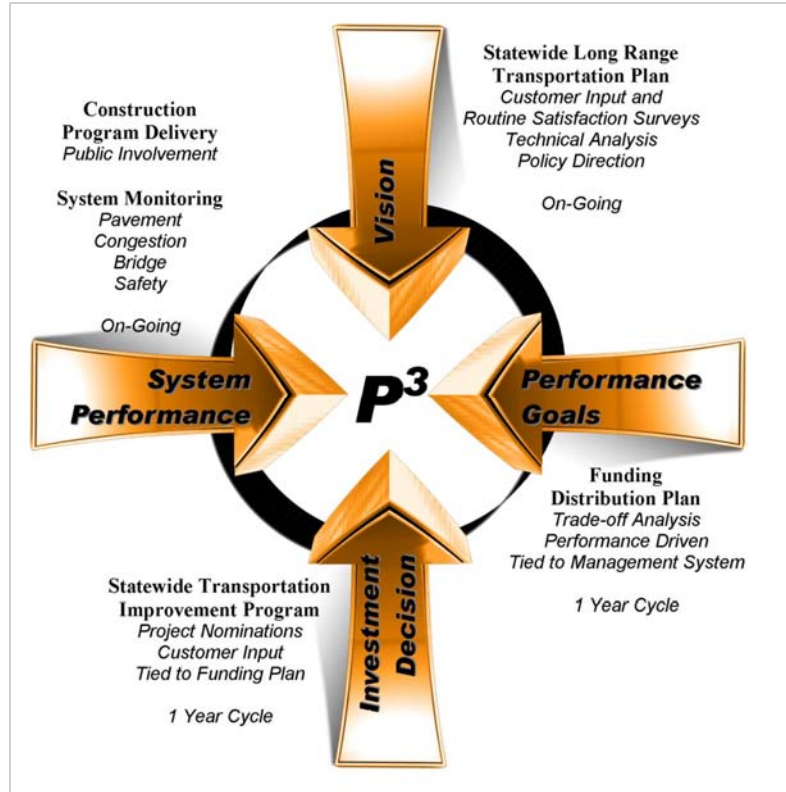 Statewide Long Range
Transportation Plan
Customer Input and
Routine Satisfaction Surveys
Technical Analysis
Policy Direction
On-Going
Construction
Program Delivery
Public Involvement
System Monitoring
Pavement
Congestion
Bridge
Safety
On-Going
Vision
System
Performance
P³
Performance
Goals
Funding
Distribution Plan
Trade-off Analysis
Performance Driven
Tied to Management System
1 Year Cycle
Statewide Transportation
Improvement Program
Project Nominations
Customer Input
Tied to Funding Plan
1 Year Cycle
Investment
Decision